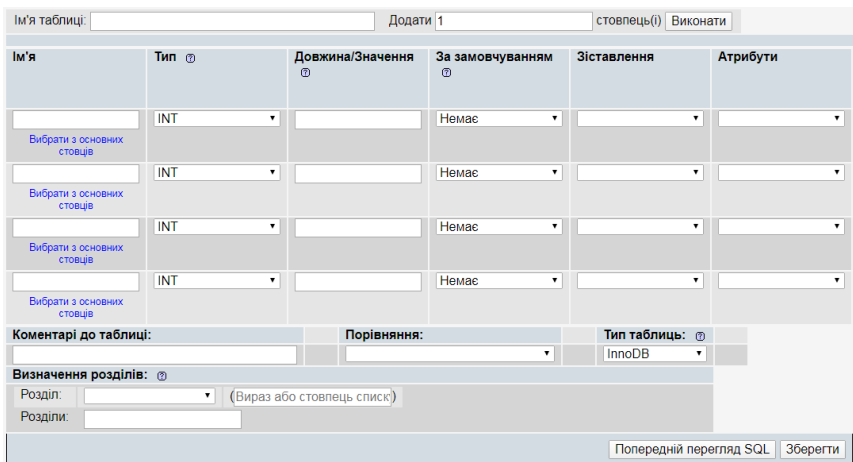 Ім'я таблиці: Додати 1 стовпець(і) Виконати
Ім'я Тип Довжина/Значення За замовчуванням Зіставлення Атрибути
INT Немає
Вибрати з основних
стовців
INT Немає
Вибрати з основних
стовців
INT Немає
Вибрати з основних
стовців
INT Немає
Вибрати з основних
стовців
Коментарі до таблиці: Порівняння: Тип таблиць:
InnoDB
Визначення розділів:
Розділ: (Вираз або стовпець списку)
Розділи:
Попередній перегляд SQL Зберегти